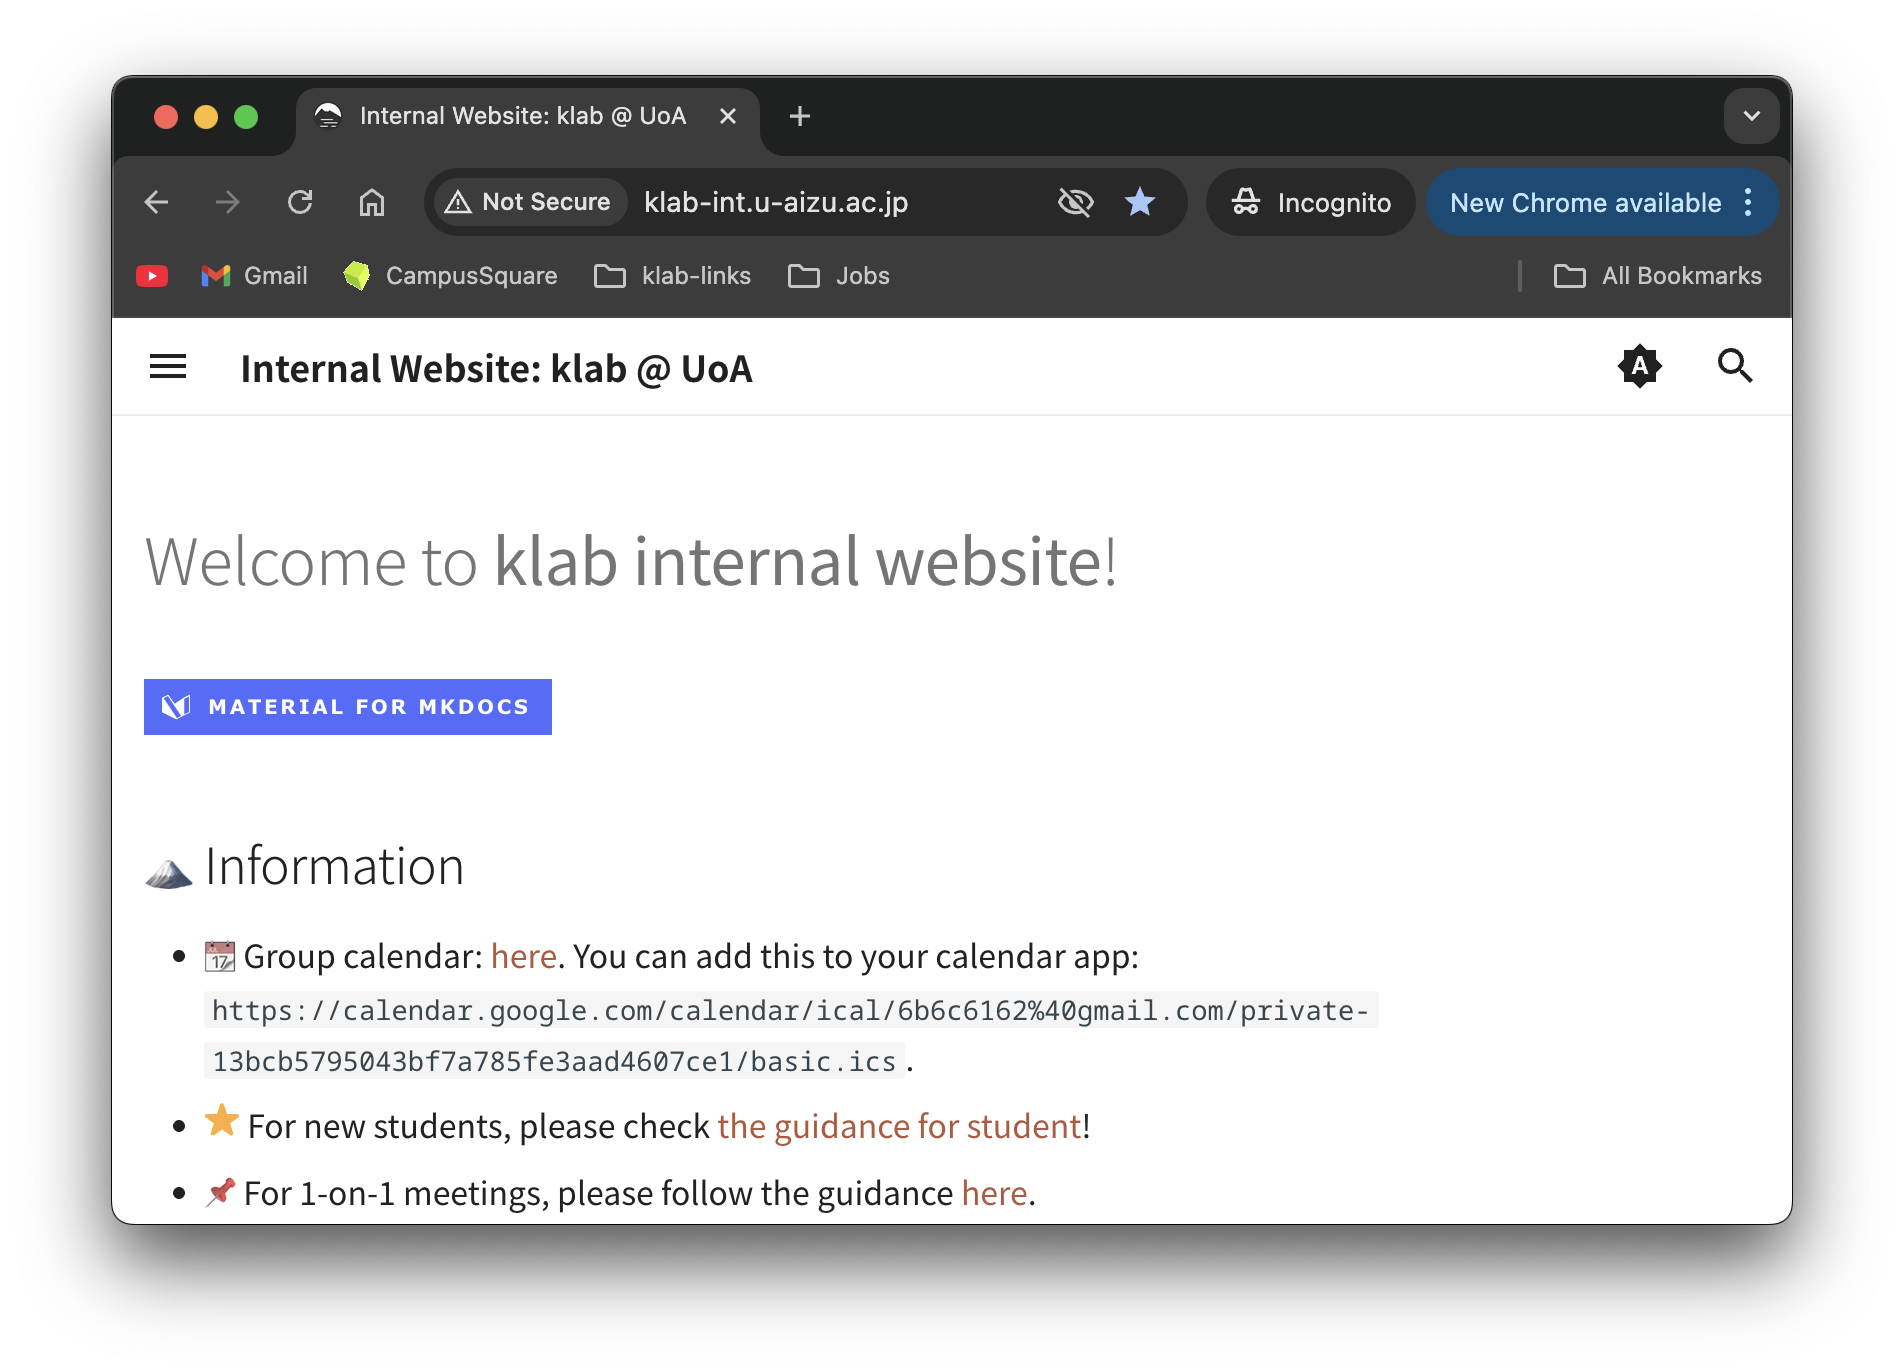 Internal Website: klab @ UoA
Not Secure klab-int.u-aizu.ac.jp Incognito New Chrome available
Gmail CampusSquare klab-links Jobs All Bookmarks
Internal Website: klab @ UoA A
Welcome to klab internal website!
MATERIAL FOR MKDOCS
Information
17 Group calendar: here. You can add this to your calendar app:
https://calendar.google.com/calendar/ical/6b6c6162%40gmail.com/private-
13bcb5795043bf7a785fe3aad4607ce1/basic.ics.
For new students, please check the guidance for student!
For 1-on-1 meetings, please follow the guidance here.